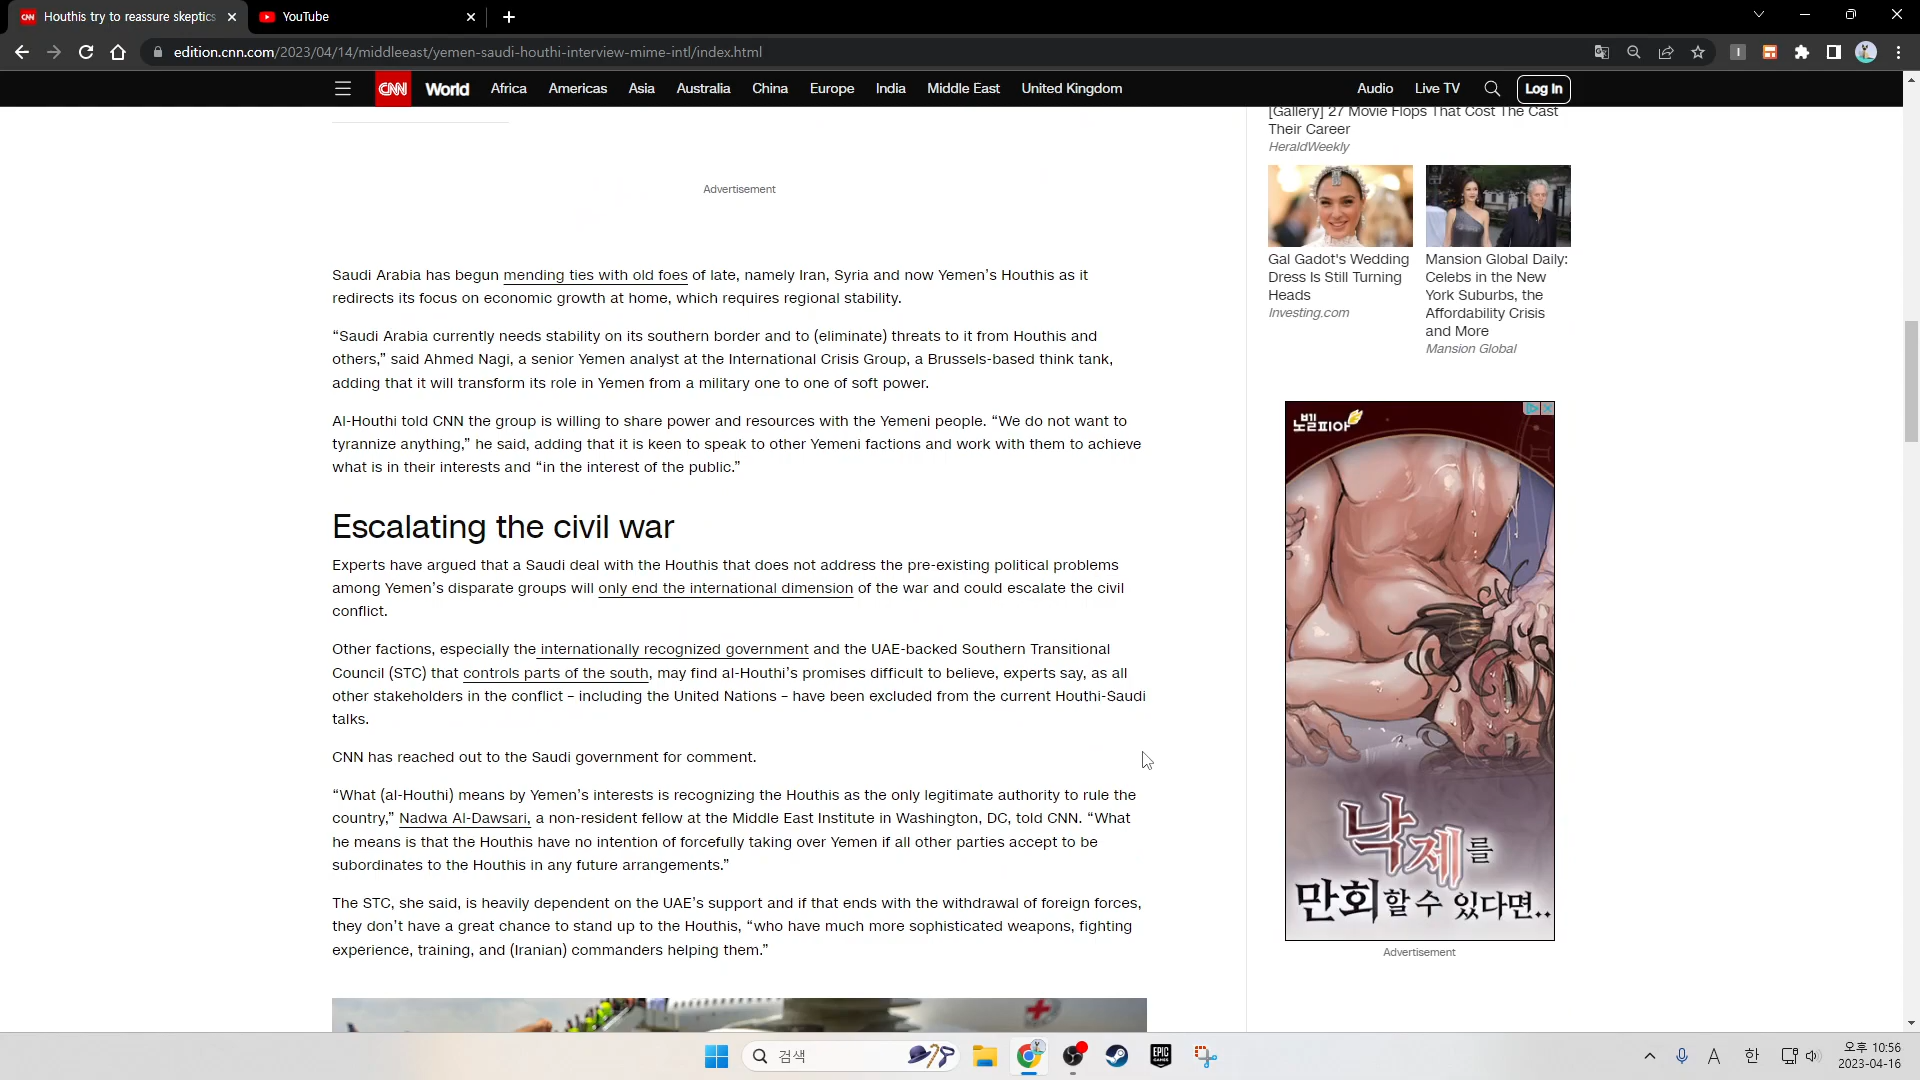 Houthis try to reassure skeptics
YouTube
edition.cnn.com/2023/04/14/middleeast/yemen-saudi-houthi-interview-mime-intl/index.html
CNN World Africa Americas Asia Australia China Europe India Middle East United Kingdom Audio Live TV Log In
Advertisement
Saudi Arabia has begun mending ties with old foes of late, namely Iran, Syria and now Yemen’s Houthis as it
redirects its focus on economic growth at home, which requires regional stability.
“Saudi Arabia currently needs stability on its southern border and to (eliminate) threats to it from Houthis and
others,” said Ahmed Nagi, a senior Yemen analyst at the International Crisis Group, a Brussels-based think tank,
adding that it will transform its role in Yemen from a military one to one of soft power.
Al-Houthi told CNN the group is willing to share power and resources with the Yemeni people. “We do not want to
tyrannize anything,” he said, adding that it is keen to speak to other Yemeni factions and work with them to achieve
what is in their interests and “in the interest of the public.”
Escalating the civil war
Experts have argued that a Saudi deal with the Houthis that does not address the pre-existing political problems
among Yemen’s disparate groups will only end the international dimension of the war and could escalate the civil
conflict.
Other factions, especially the internationally recognized government and the UAE-backed Southern Transitional
Council (STC) that controls parts of the south, may find al-Houthi’s promises difficult to believe, experts say, as all
other stakeholders in the conflict – including the United Nations – have been excluded from the current Houthi-Saudi
talks.
CNN has reached out to the Saudi government for comment.
“What (al-Houthi) means by Yemen’s interests is recognizing the Houthis as the only legitimate authority to rule the
country,” Nadwa Al-Dawsari, a non-resident fellow at the Middle East Institute in Washington, DC, told CNN. “What
he means is that the Houthis have no intention of forcefully taking over Yemen if all other parties accept to be
subordinates to the Houthis in any future arrangements.”
The STC, she said, is heavily dependent on the UAE’s support and if that ends with the withdrawal of foreign forces,
they don’t have a great chance to stand up to the Houthis, “who have much more sophisticated weapons, fighting
experience, training, and (Iranian) commanders helping them.”
[Gallery] 27 Movie Flops That Cost The Cast
Their Career
HeraldWeekly
Gal Gadot's Wedding
Dress Is Still Turning
Heads
Investing.com
Mansion Global Daily:
Celebs in the New
York Suburbs, the
Affordability Crisis
and More
Mansion Global
노벨피아
낙제를
만회할 수 있다면..
Advertisement
검색
EPIC GAMES
A
한
오후 10:56
2023-04-16